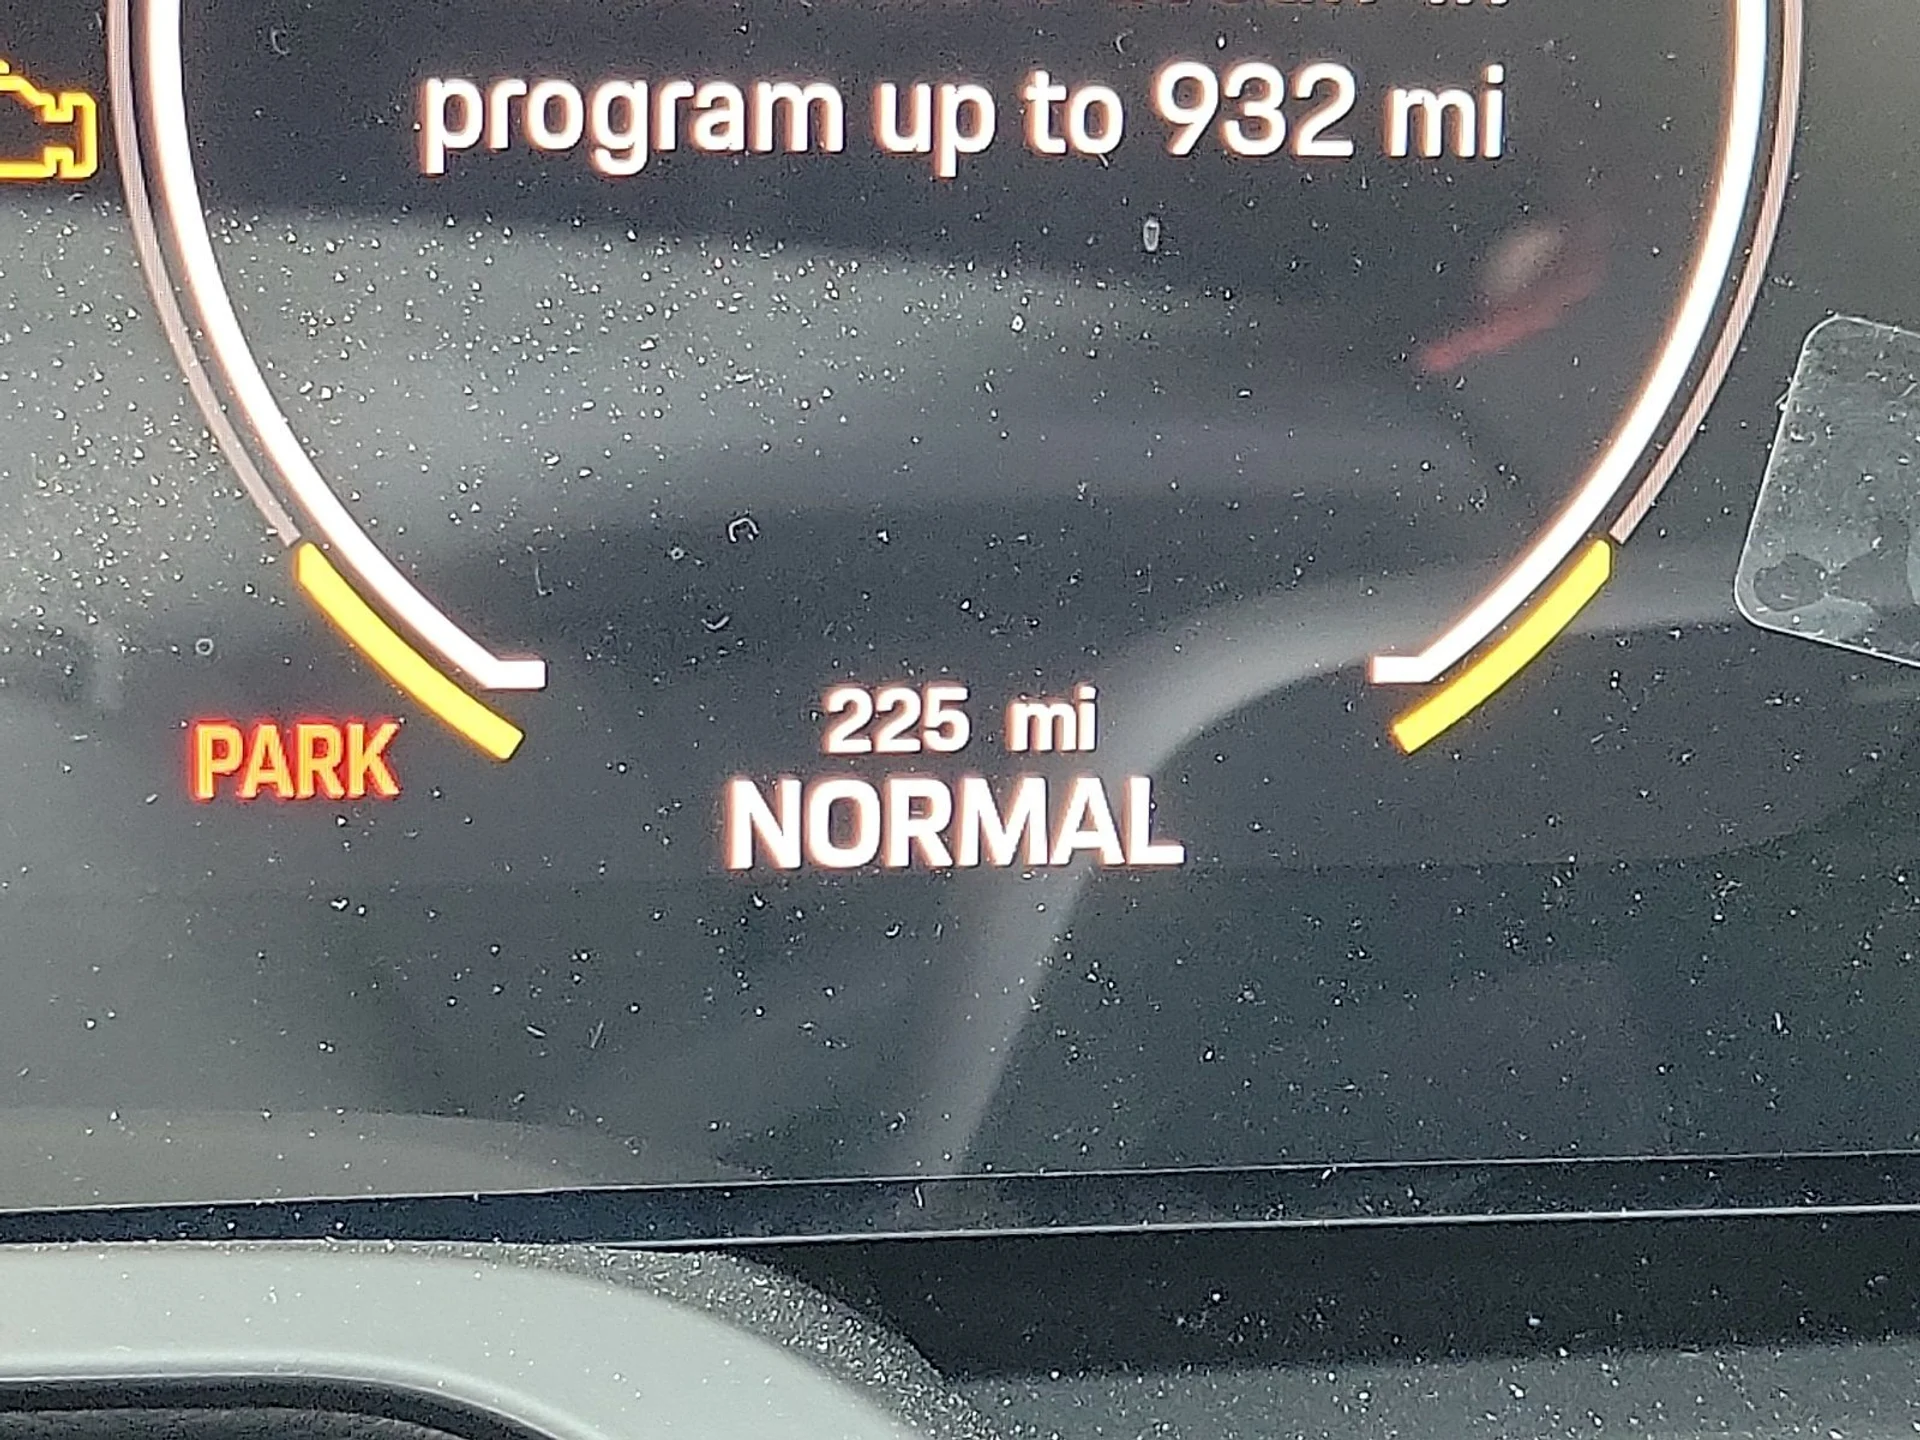 program up to 932 mi
225 mi
PARK
NORMAL